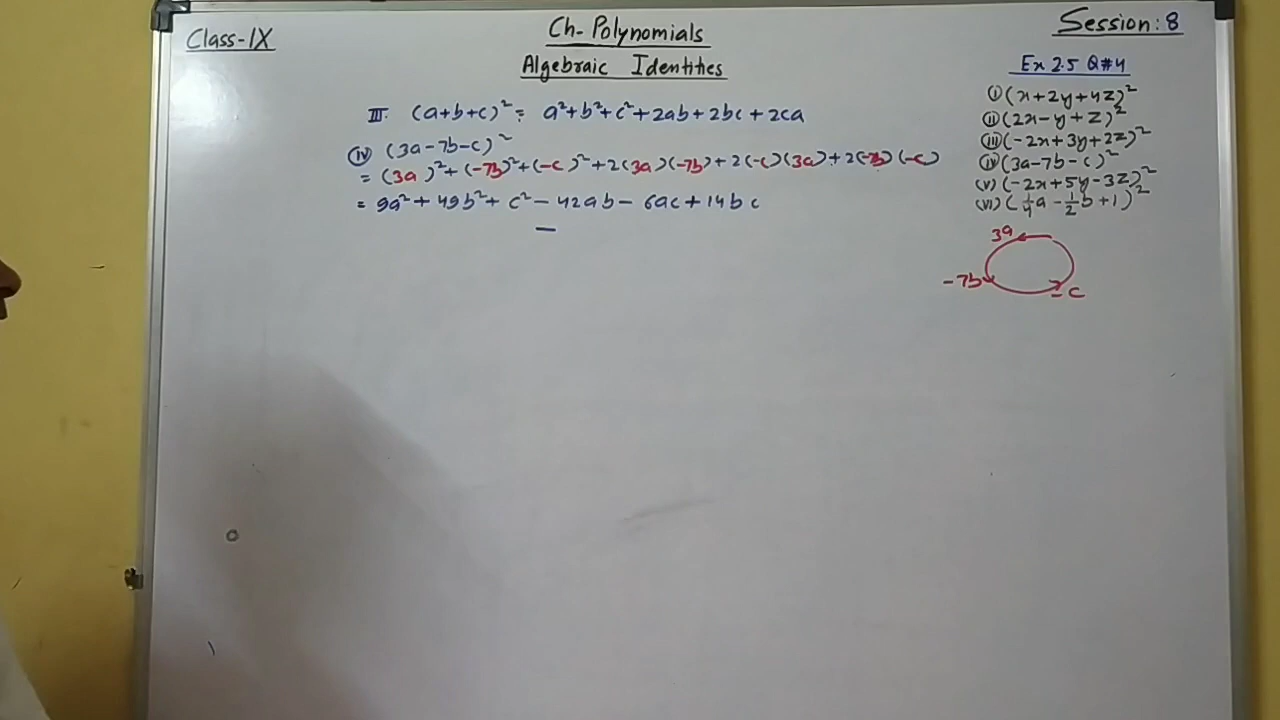 Class-IX
Ch- Polynomials
Session: 8
Algebraic Identities
III. (a+b+c)² = a²+b²+c²+2ab+2bc+2ca
(iv) (3a-7b-c)²
= (3a)²+(-7b)²+(-c)²+2(3a)(-7b)+2(-c)(3a)+2(-7b)(-c)
= 9a²+49b²+c²-42ab-6ac+14bc
Ex 2.5 Q#4
(i) (x+2y+4z)²
(ii) (2x-y+z)²
(iii) (-2x+3y+2z)²
(iv) (3a-7b-c)²
(v) (-2x+5y-3z)²
(vi) (1/4a-1/2b+1)²
3a
-7b
-c